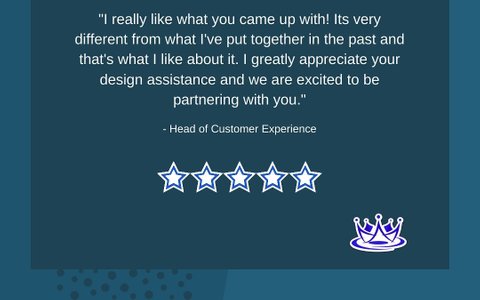 "I really like what you came up with! Its very
different from what I've put together in the past and
that's what I like about it. I greatly appreciate your
design assistance and we are excited to be
partnering with you."
- Head of Customer Experience